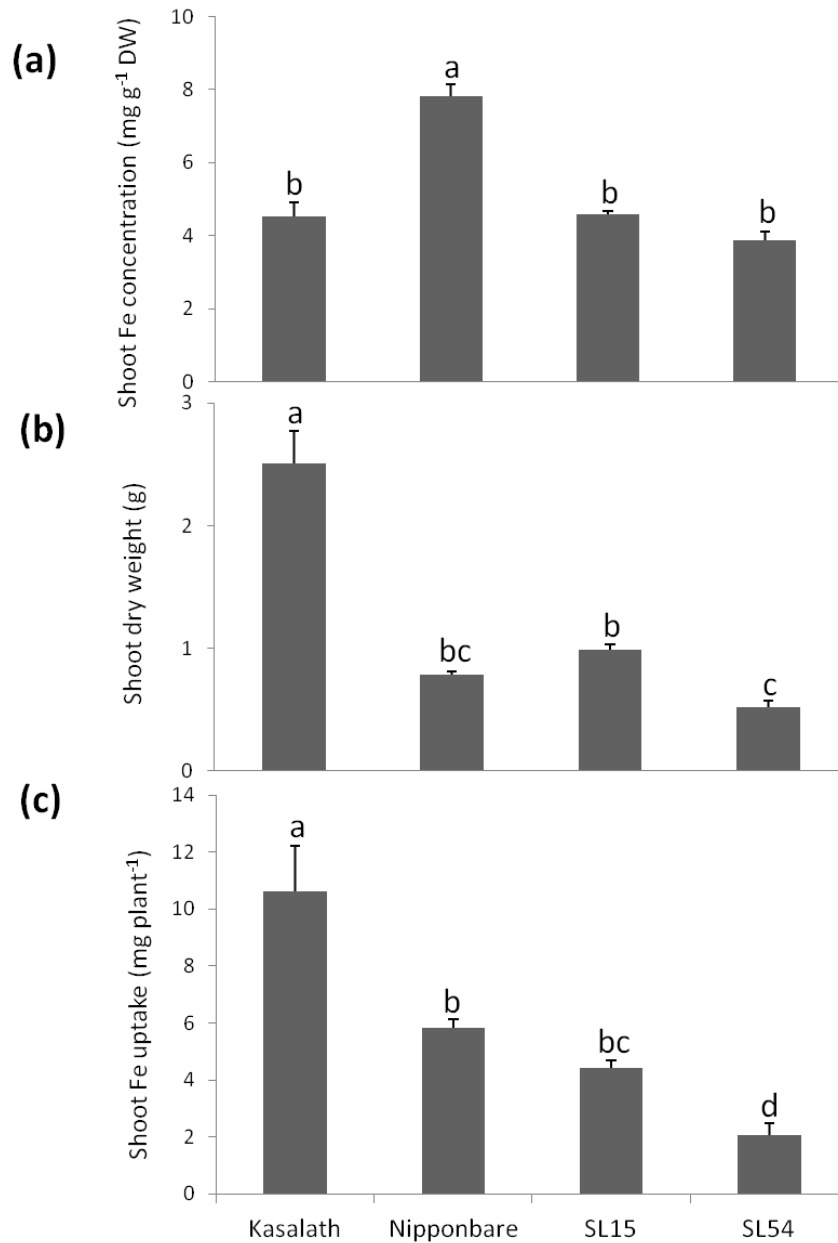 (a)
Shoot Fe concentration (mg g⁻¹ DW)
10
8
6
4
2
0
b
a
b
b
(b)
Shoot dry weight (g)
3
2
1
0
a
bc
b
c
(c)
Shoot Fe uptake (mg plant⁻¹)
14
12
10
8
6
4
2
0
a
b
bc
d
Kasalath Nipponbare SL15 SL54